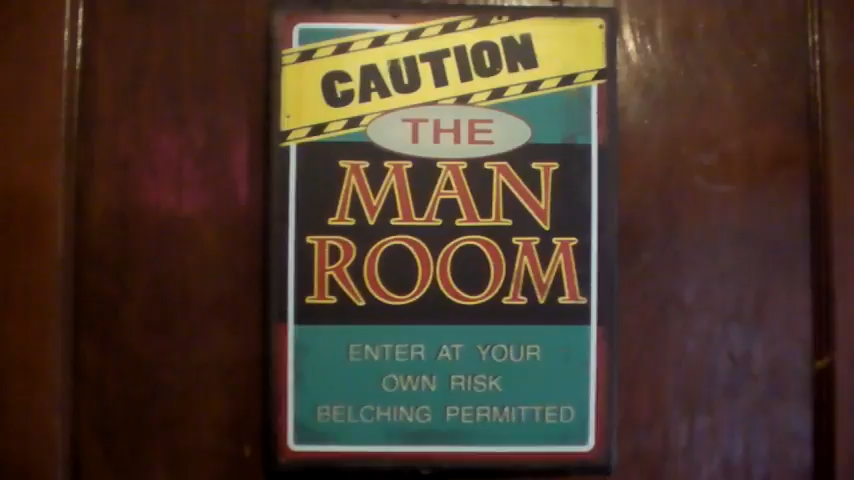 CAUTION
THE
MAN
ROOM
ENTER AT YOUR
OWN RISK
BELCHING PERMITTED